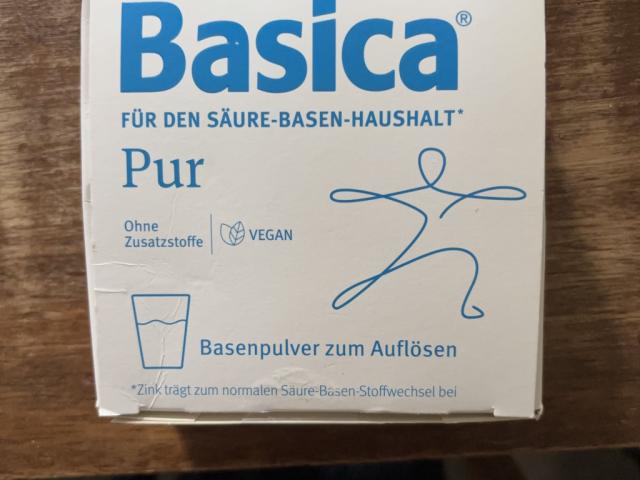 Basica®
FÜR DEN SÄURE-BASEN-HAUSHALT*
Pur
Ohne
Zusatzstoffe
VEGAN
Basenpulver zum Auflösen
*Zink trägt zum normalen Säure-Basen-Stoffwechsel bei